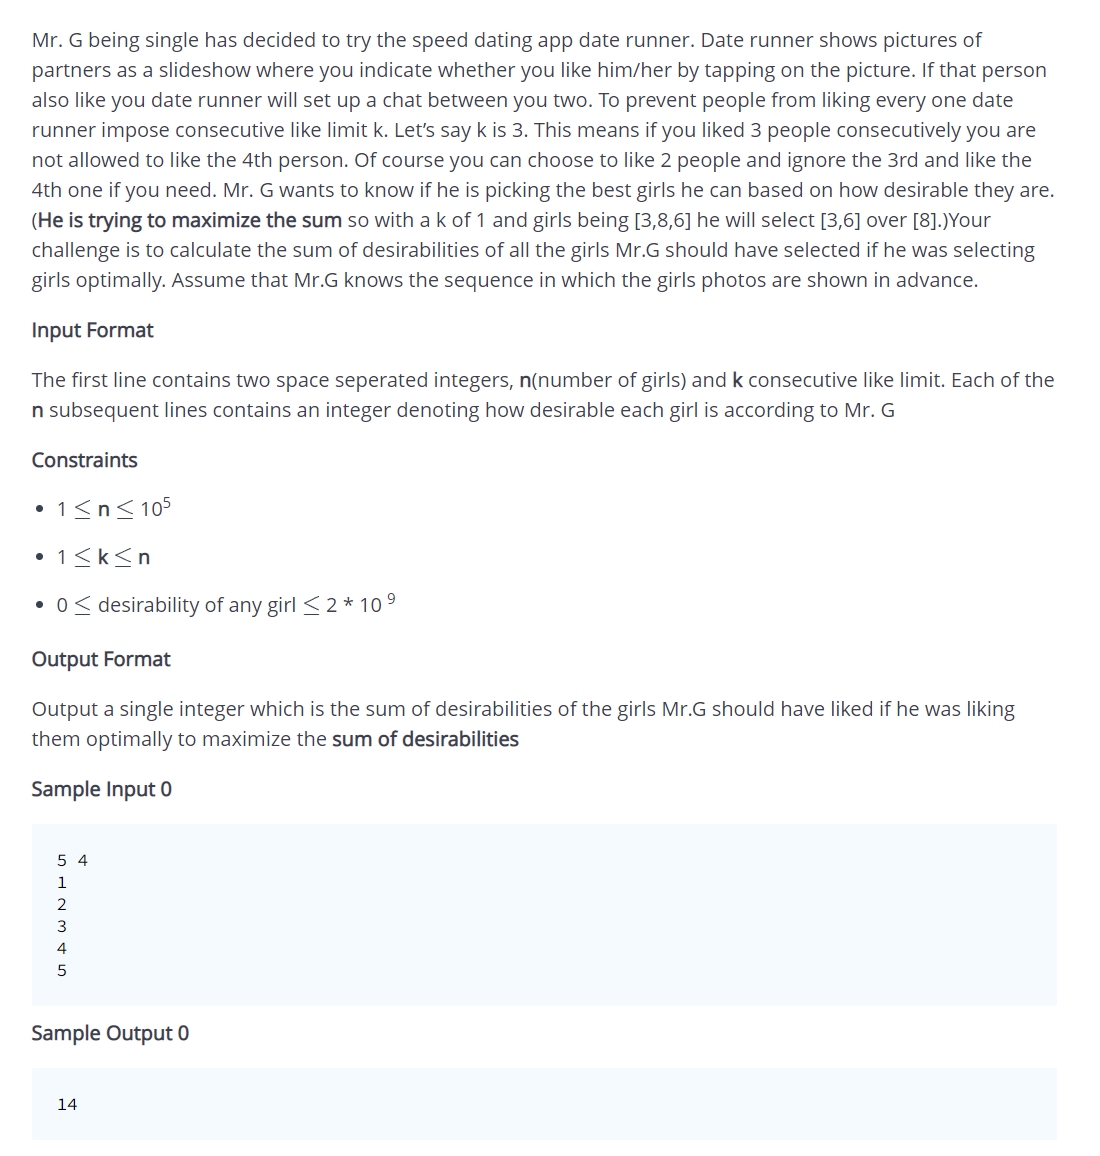 Mr. G being single has decided to try the speed dating app date runner. Date runner shows pictures of
partners as a slideshow where you indicate whether you like him/her by tapping on the picture. If that person
also like you date runner will set up a chat between you two. To prevent people from liking every one date
runner impose consecutive like limit k. Let’s say k is 3. This means if you liked 3 people consecutively you are
not allowed to like the 4th person. Of course you can choose to like 2 people and ignore the 3rd and like the
4th one if you need. Mr. G wants to know if he is picking the best girls he can based on how desirable they are.
(He is trying to maximize the sum so with a k of 1 and girls being [3,8,6] he will select [3,6] over [8].)Your
challenge is to calculate the sum of desirabilities of all the girls Mr.G should have selected if he was selecting
girls optimally. Assume that Mr.G knows the sequence in which the girls photos are shown in advance.
Input Format
The first line contains two space seperated integers, n(number of girls) and k consecutive like limit. Each of the
n subsequent lines contains an integer denoting how desirable each girl is according to Mr. G
Constraints
• 1 ≤ n ≤ 10⁵
• 1 ≤ k ≤ n
• 0 ≤ desirability of any girl ≤ 2 * 10 ⁹
Output Format
Output a single integer which is the sum of desirabilities of the girls Mr.G should have liked if he was liking
them optimally to maximize the sum of desirabilities
Sample Input 0
5 4
1
2
3
4
5
Sample Output 0
14